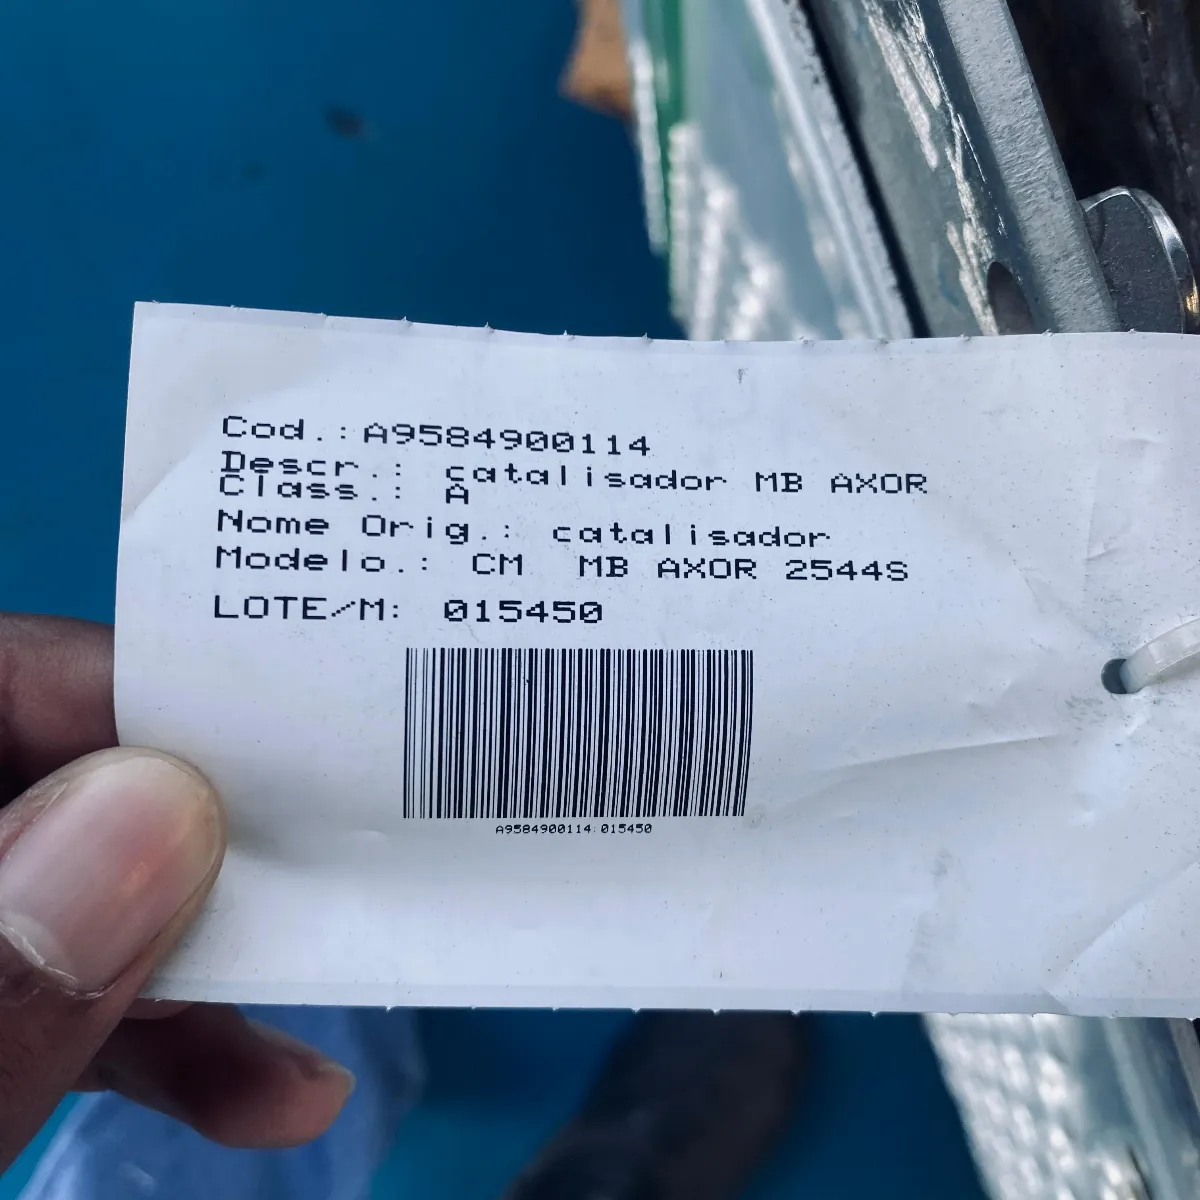 Cod.: A9584900114
Descr.: catalisador MB AXOR
Class.: A
Nome Orig.: catalisador
Modelo.: CM MB AXOR 2544S
LOTE/M: 015450
A9584900114:015450